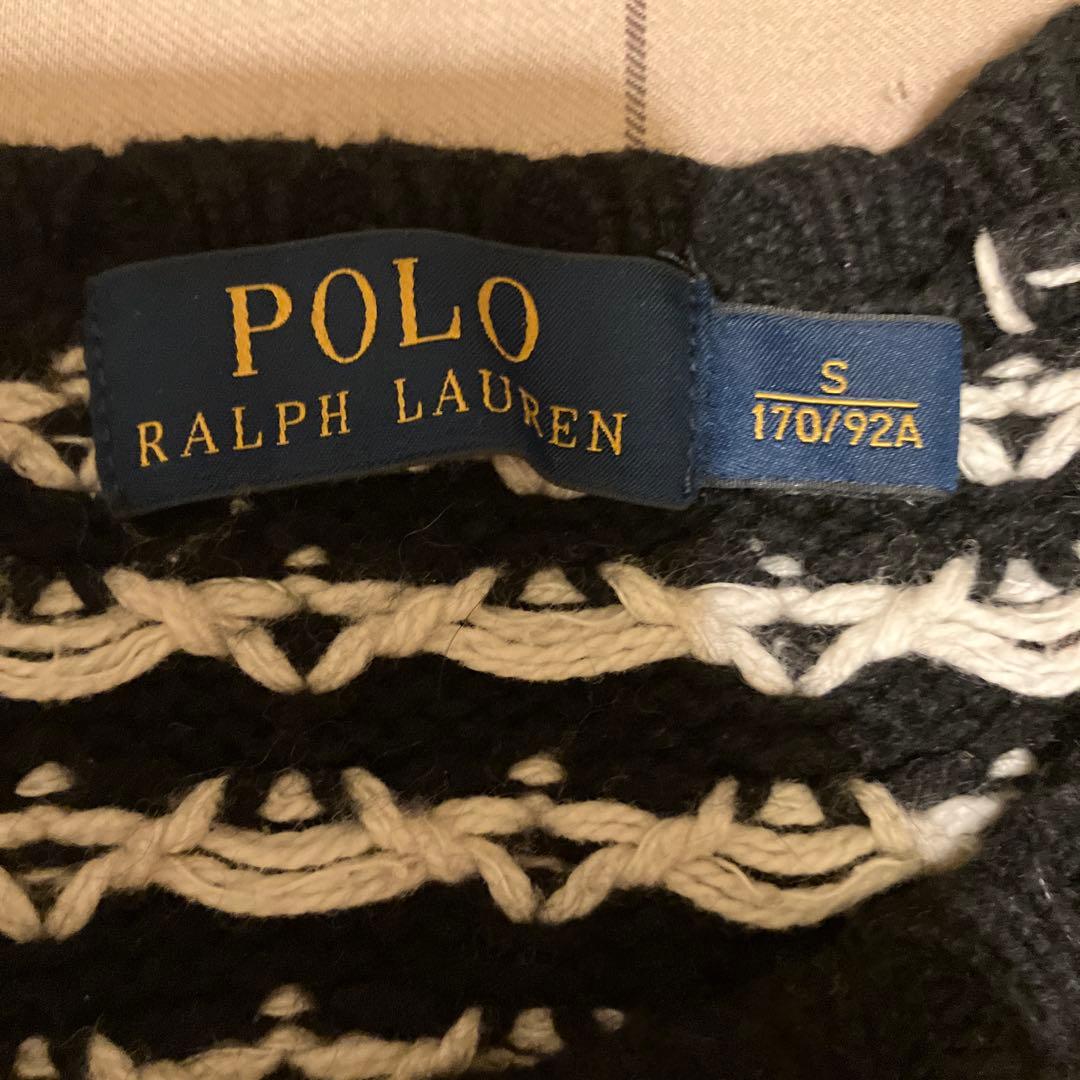 POLO
RALPH LAUREN
S
170/92A